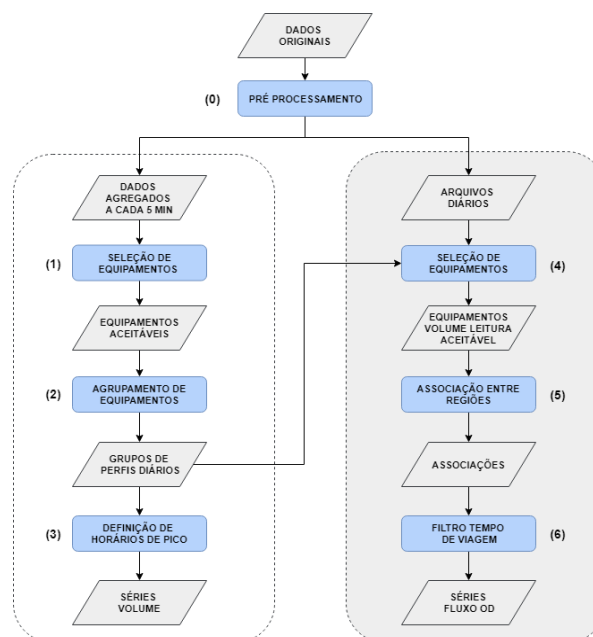 DADOS
ORIGINAIS
(0)
PRÉ PROCESSAMENTO
DADOS
AGREGADOS
A CADA 5 MIN
(1)
SELEÇÃO DE
EQUIPAMENTOS
EQUIPAMENTOS
ACEITÁVEIS
(2)
AGRUPAMENTO DE
EQUIPAMENTOS
GRUPOS DE
PERFIS DIÁRIOS
(3)
DEFINIÇÃO DE
HORÁRIOS DE PICO
SÉRIES
VOLUME
ARQUIVOS
DIÁRIOS
SELEÇÃO DE
EQUIPAMENTOS
(4)
EQUIPAMENTOS
VOLUME LEITURA
ACEITÁVEL
ASSOCIAÇÃO ENTRE
REGIÕES
(5)
ASSOCIAÇÕES
FILTRO TEMPO
DE VIAGEM
(6)
SÉRIES
FLUXO OD